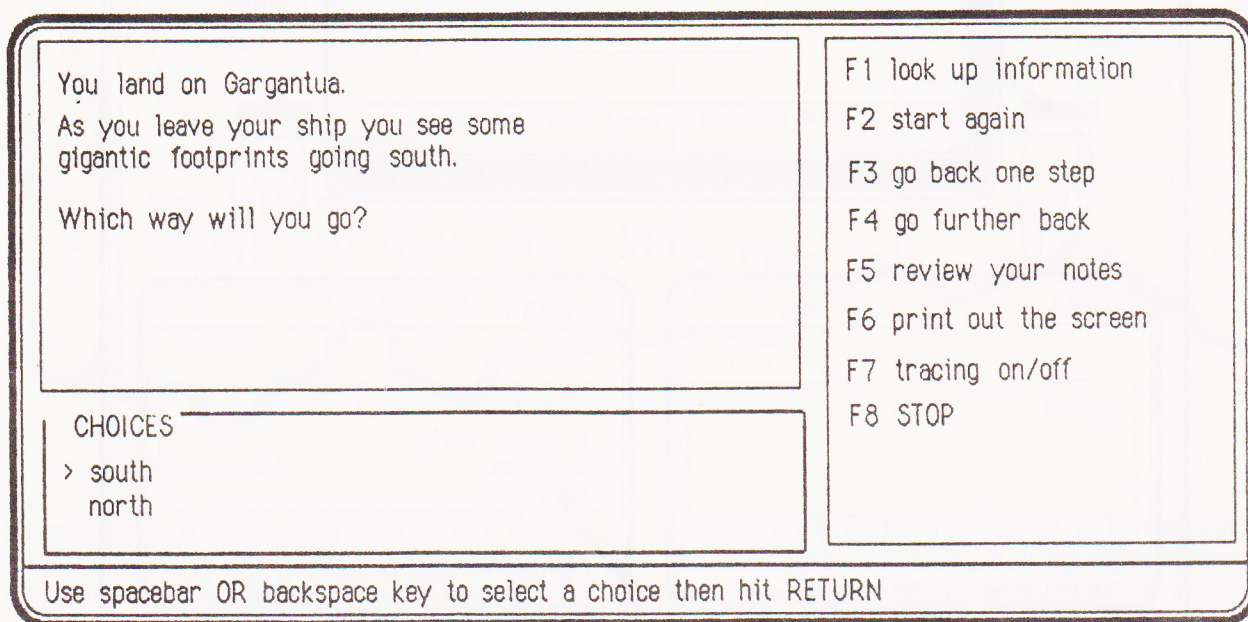 You land on Gargantua.
As you leave your ship you see some
gigantic footprints going south.
Which way will you go?
CHOICES
> south
north
F1 look up information
F2 start again
F3 go back one step
F4 go further back
F5 review your notes
F6 print out the screen
F7 tracing on/off
F8 STOP
Use spacebar OR backspace key to select a choice then hit RETURN